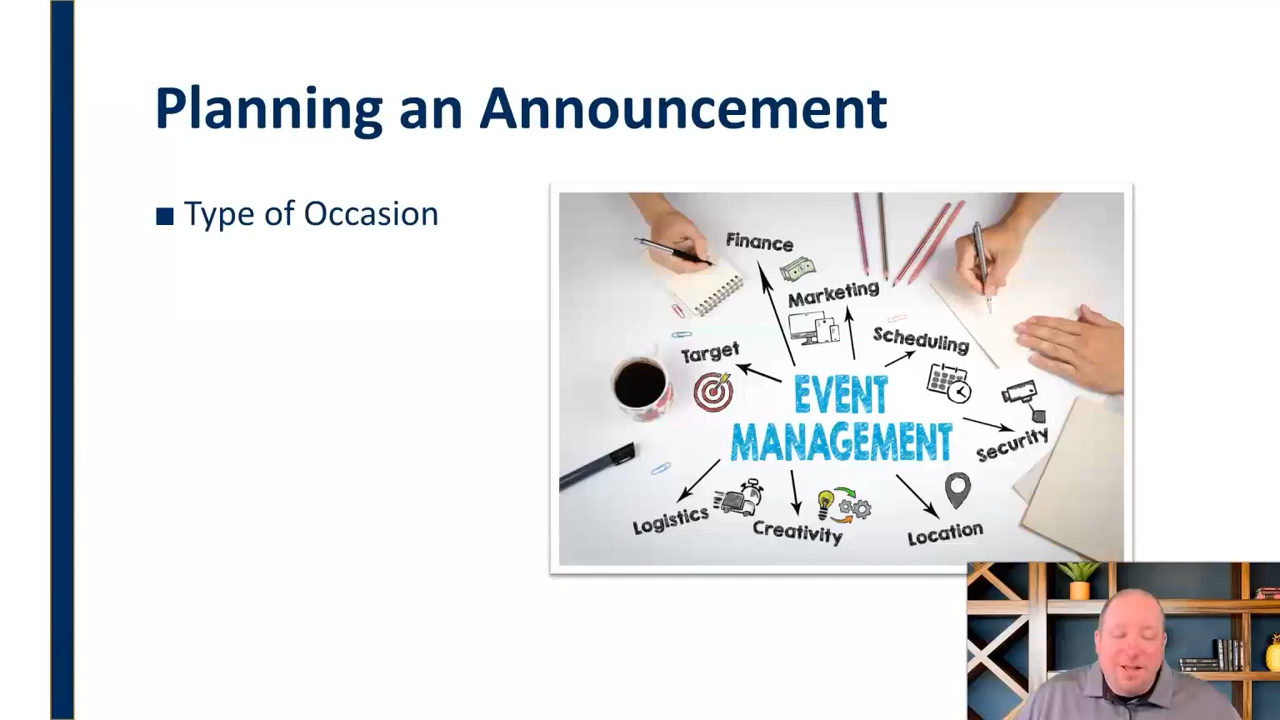 Planning an Announcement
■ Type of Occasion
Finance
Marketing
Scheduling
Target
EVENT
MANAGEMENT
Security
Logistics
Creativity
Location